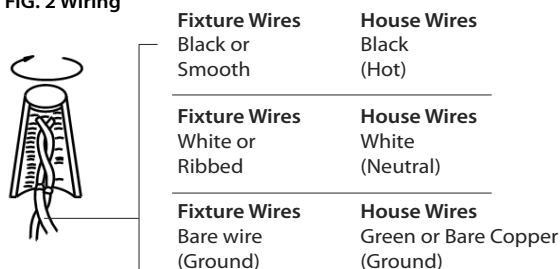 FIG. 2 Wiring
Fixture Wires House Wires
Black or Black
Smooth (Hot)
Fixture Wires House Wires
White or White
Ribbed (Neutral)
Fixture Wires House Wires
Bare wire Green or Bare Copper
(Ground) (Ground)